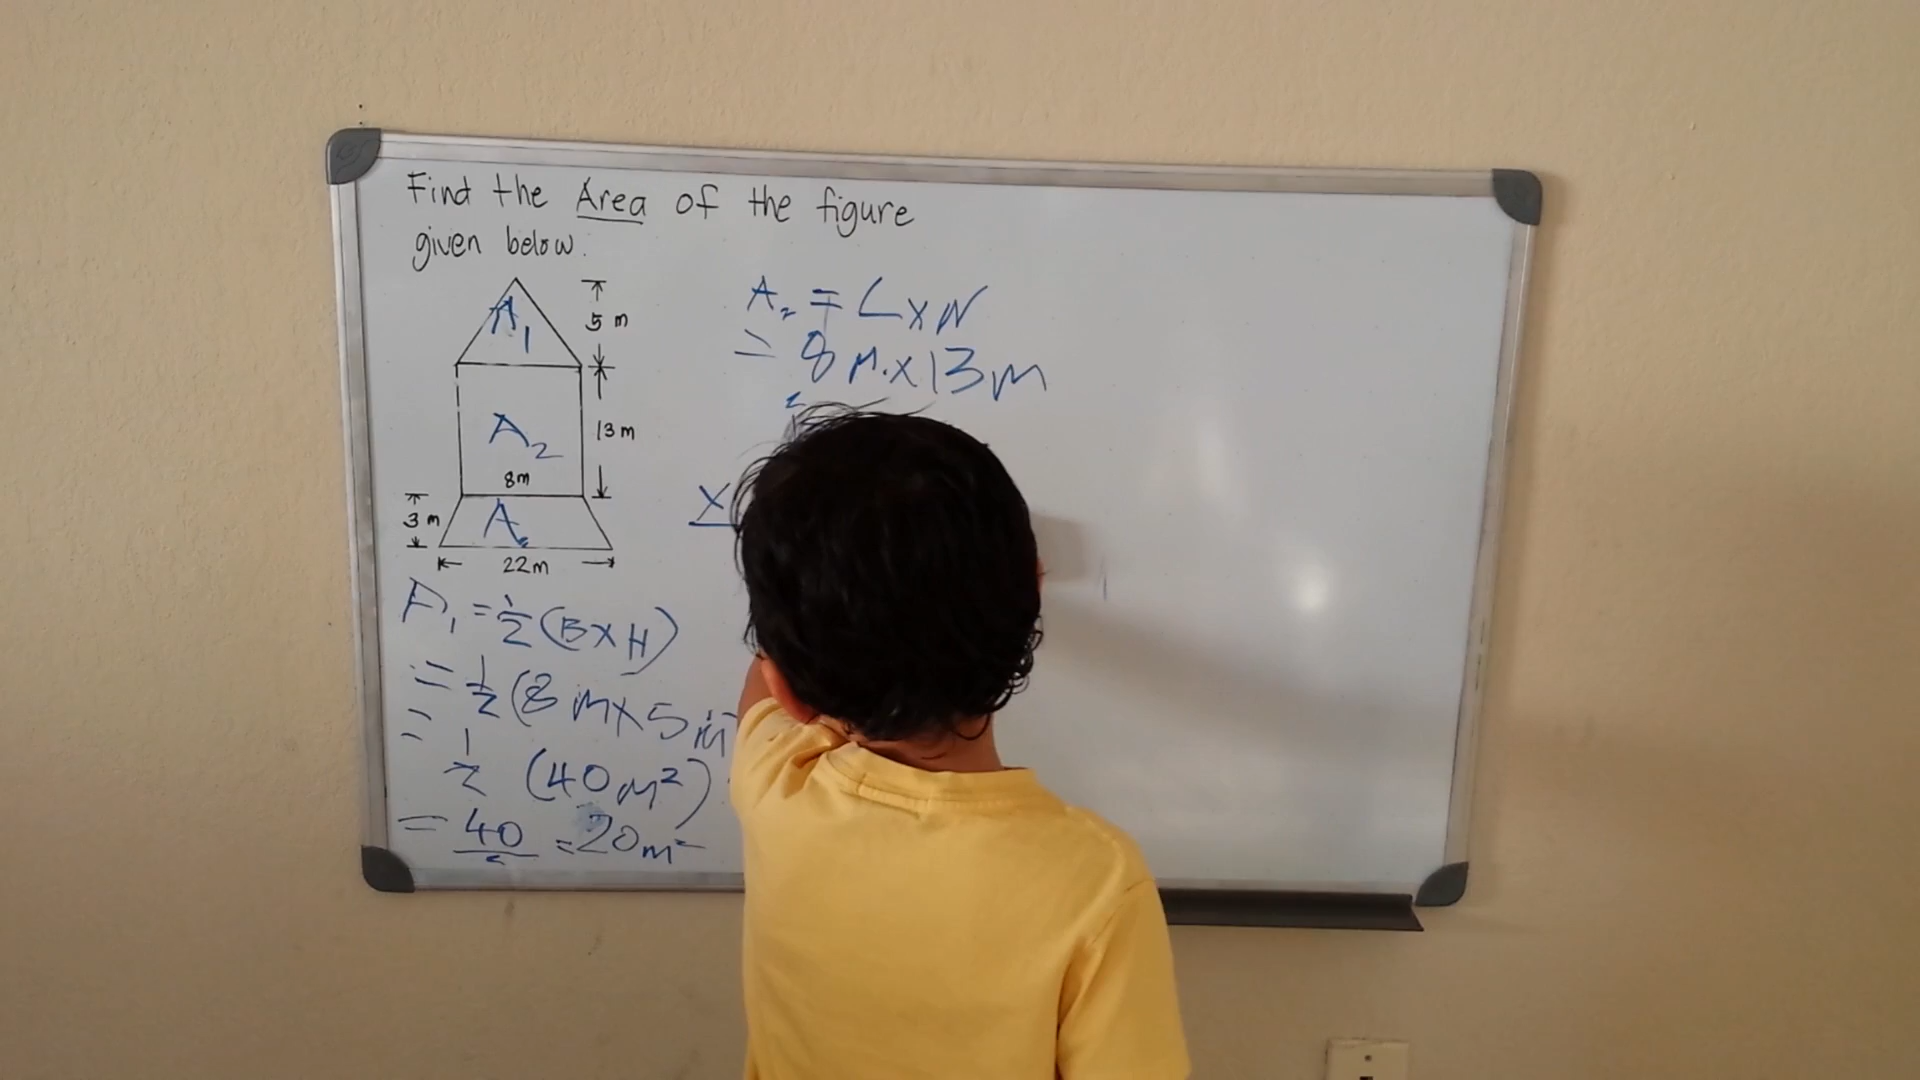 Find the Area of the figure
given below.
A1
5 m
A2
13 m
8m
3 m
A
22m
A1 = 1/2 (B X H)
= 1/2 (8 m x 5 m
= 1/2 (40 m²)
= 40/2 = 20 m²
A2 = L x W
= 8 m x 13 m
X